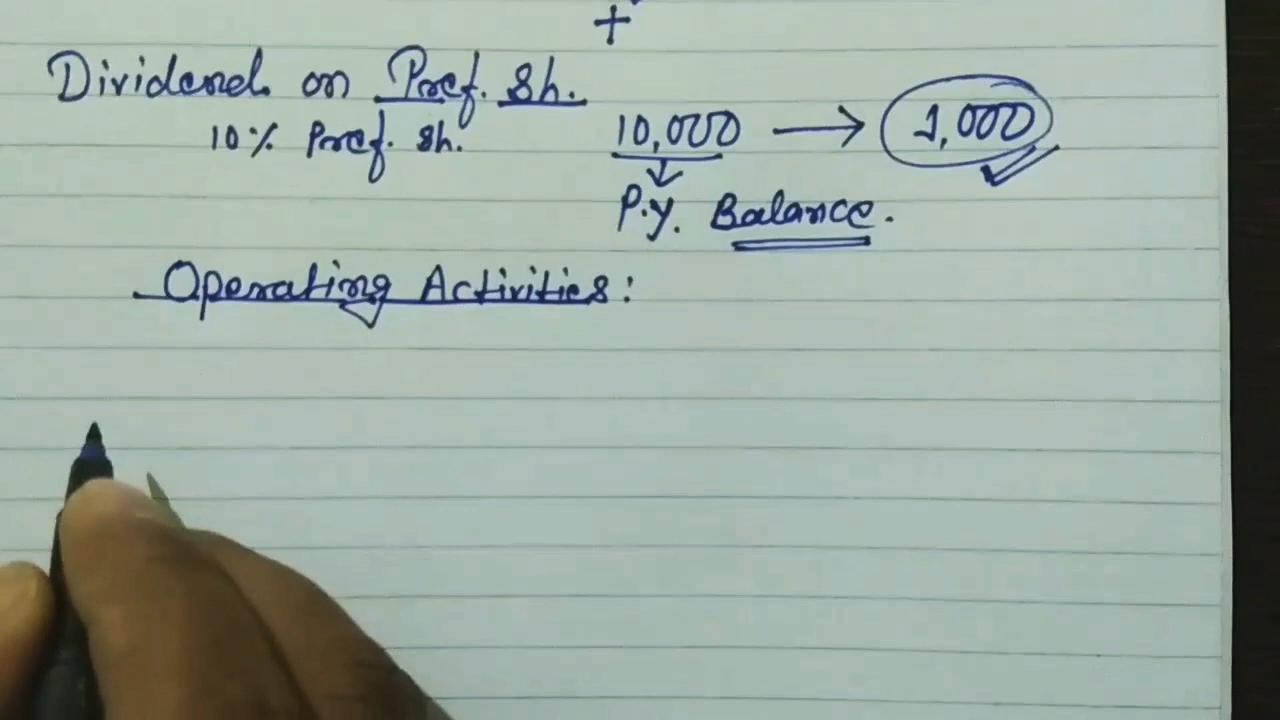 +
Dividend on Pref. Sh.
10% Pref. Sh. 10,000 → 1,000
P.Y. Balance.
Operating Activities: